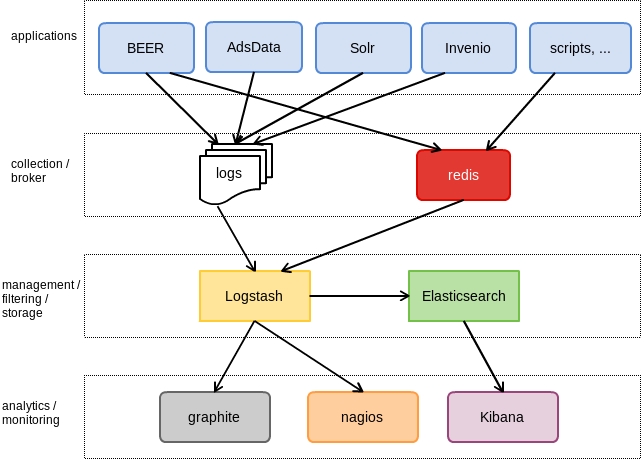 applications
BEER
AdsData
Solr
Invenio
scripts, ...
collection /
broker
logs
redis
management /
filtering /
storage
Logstash
Elasticsearch
analytics /
monitoring
graphite
nagios
Kibana